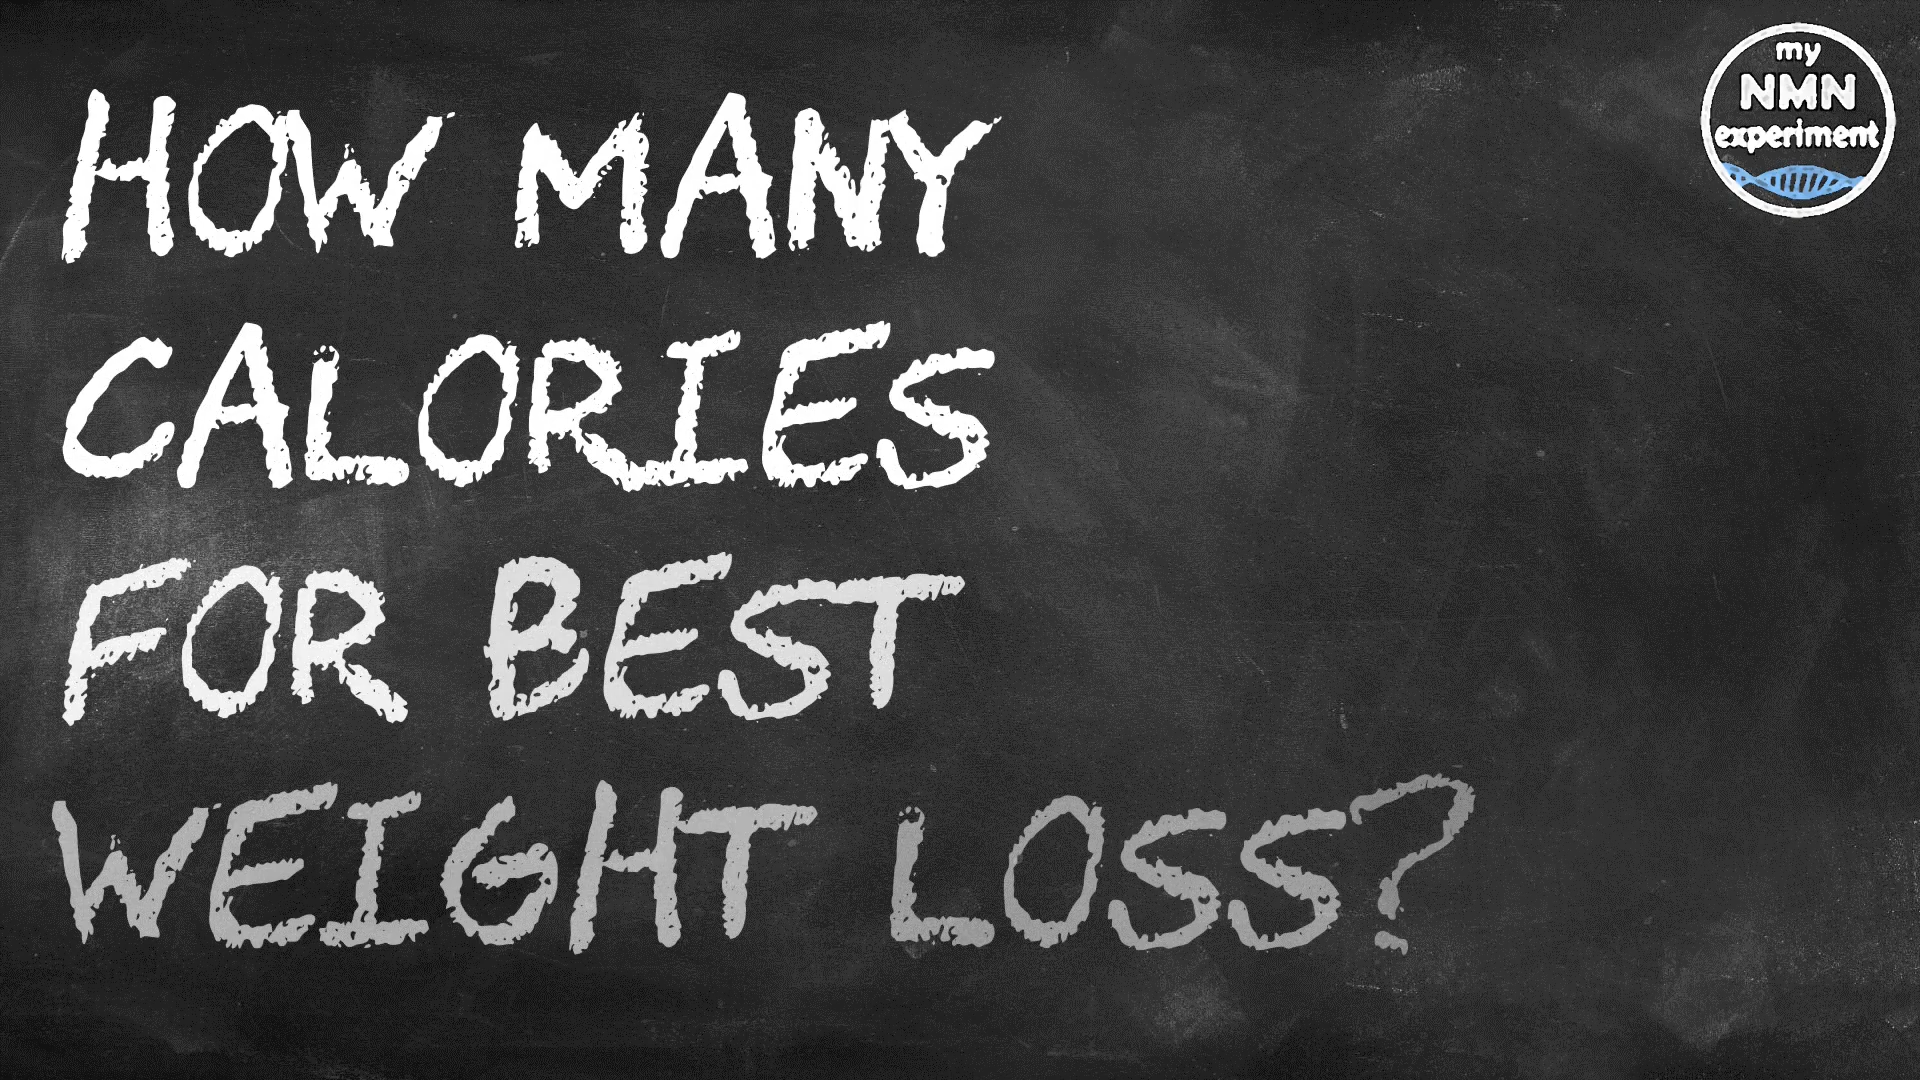 HOW MANY
CALORIES
FOR BEST
WEIGHT LOSS?
my
NMN
experiment